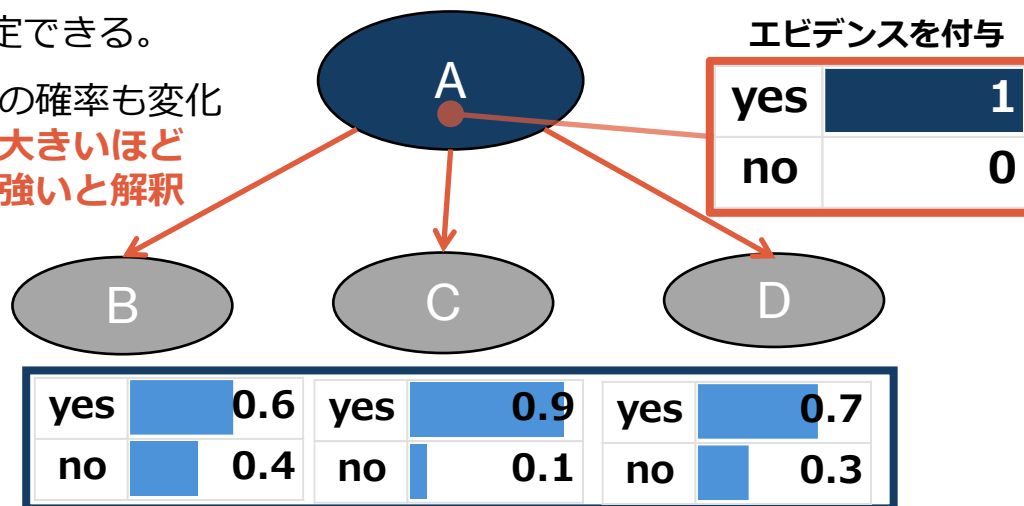 定できる。
の確率も変化
大きいほど
強いと解釈
A
エビデンスを付与
yes 1
no 0
B
C
D
yes 0.6 yes 0.9 yes 0.7
no 0.4 no 0.1 no 0.3